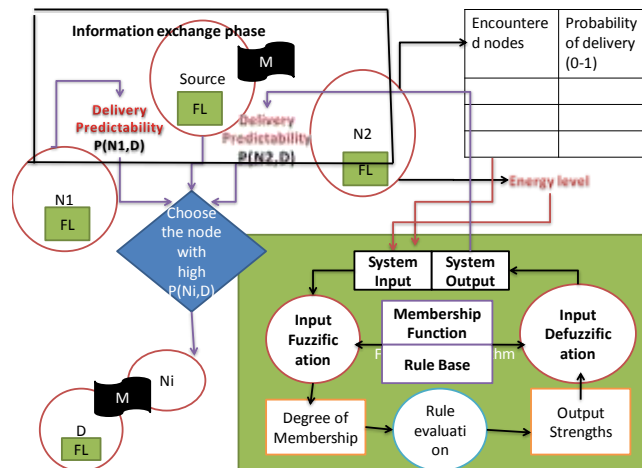 Information exchange phase
M
Source
FL
Delivery
Predictability
P(N1,D)
Delivery
Predictability
P(N2,D)
N2
FL
Encountere
d nodes
Probability
of delivery
(0-1)
Energy level
N1
FL
Choose
the node
with
high
P(Ni,D)
System
Input
System
Output
Input
Fuzzific
ation
Membership
Function
Rule Base
F
hm
Input
Defuzzific
ation
Degree of
Membership
Rule
evaluati
on
Output
Strengths
Ni
M
D
FL